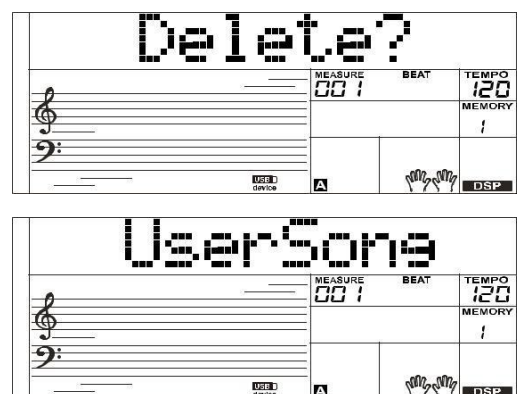 Delete?
MEASURE BEAT TEMPO
001 120
MEMORY
1
USB
device A DSP
UserSong
MEASURE BEAT TEMPO
001 120
MEMORY
1
USB
device A DSP